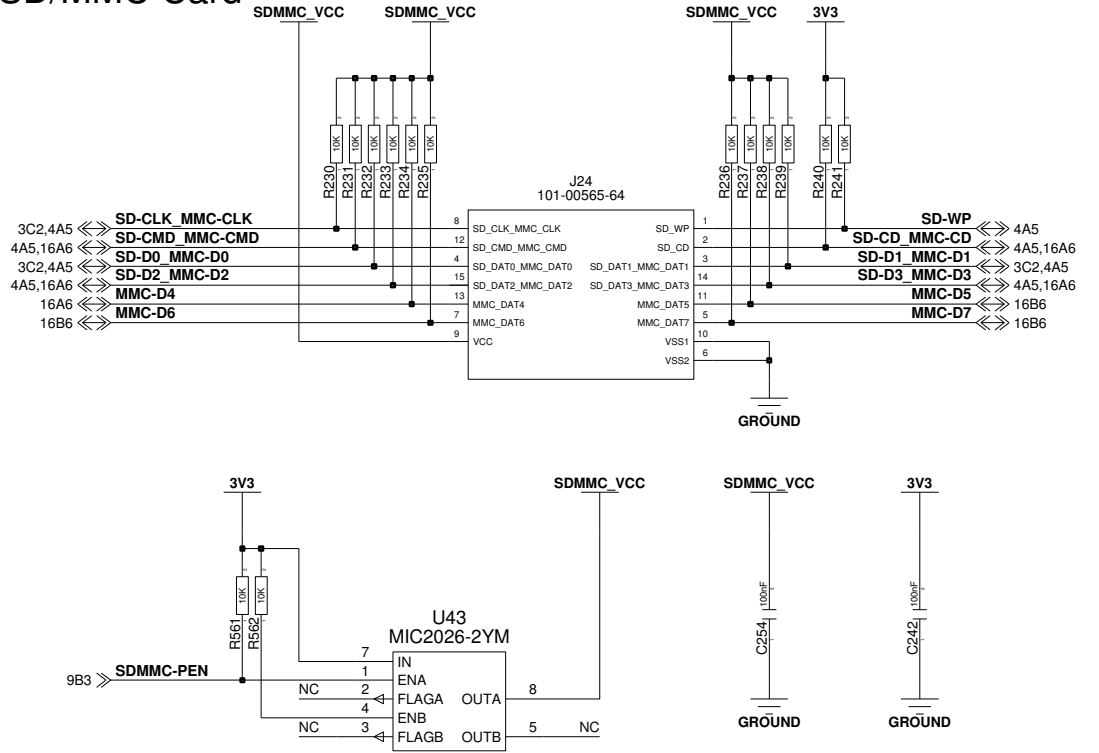 SD/MMC Card
SDMMC_VCC
SDMMC_VCC
SDMMC_VCC
3V3
10K
10K
10K
10K
10K
10K
10K
10K
10K
10K
10K
10K
R230
R231
R232
R233
R234
R235
R236
R237
R238
R239
R240
R241
J24
101-00565-64
3C2,4A5 SD-CLK_MMC-CLK 8 SD_CLK_MMC_CLK SD_WP 1 SD-WP 4A5
4A5,16A6 SD-CMD_MMC-CMD 12 SD_CMD_MMC_CMD SD_CD 2 SD-CD_MMC-CD 4A5,16A6
3C2,4A5 SD-D0_MMC-D0 4 SD_DAT0_MMC_DAT0 SD_DAT1_MMC_DAT1 3 SD-D1_MMC-D1 3C2,4A5
4A5,16A6 SD-D2_MMC-D2 15 SD_DAT2_MMC_DAT2 SD_DAT3_MMC_DAT3 14 SD-D3_MMC-D3 4A5,16A6
16A6 MMC-D4 13 MMC_DAT4 MMC_DAT5 11 MMC-D5 16B6
16B6 MMC-D6 7 MMC_DAT6 MMC_DAT7 5 MMC-D7 16B6
9 VCC VSS1 10
VSS2 6
GROUND
3V3
SDMMC_VCC
SDMMC_VCC
3V3
10K
10K
R561
R562
100nF
C254
100nF
C242
U43
MIC2026-2YM
7 IN
9B3 SDMMC-PEN 1 ENA
NC 2 FLAGA OUTA 8
4 ENB
NC 3 FLAGB OUTB 5 NC
GROUND
GROUND